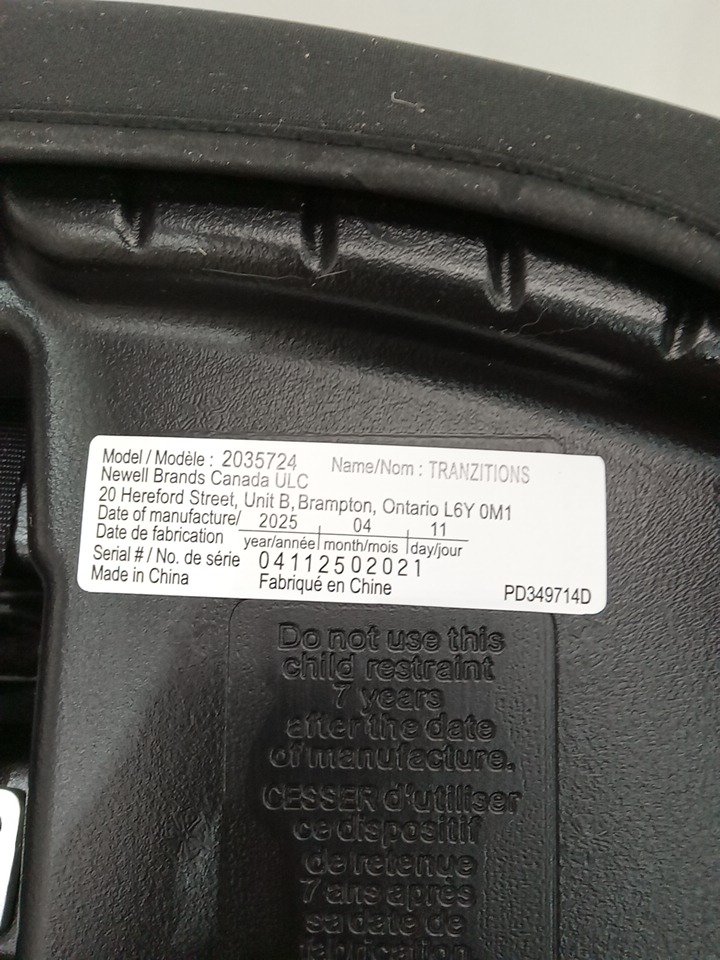 Model / Modèle : 2035724 Name/Nom : TRANZITIONS
Newell Brands Canada ULC
20 Hereford Street, Unit B, Brampton, Ontario L6Y 0M1
Date of manufacture/ 2025 04 11
Date de fabrication year/année month/mois day/jour
Serial # / No. de série 04112502021
Made in China Fabriqué en Chine PD349714D
Do not use this
child restraint
7 years
after the date
of manufacture.
CESSER d'utiliser
ce dispositif
de retenue
7 ans après
sa date de
fabrication